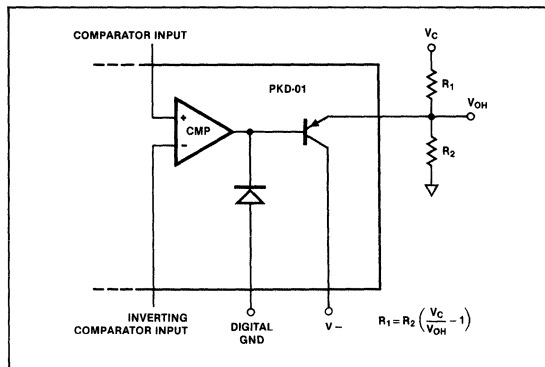 COMPARATOR INPUT
PKD-01
V_C
R_1
V_OH
CMP
+
−
R_2
INVERTING
COMPARATOR INPUT
DIGITAL
GND
V−
R_1 = R_2 (V_C / V_OH − 1)